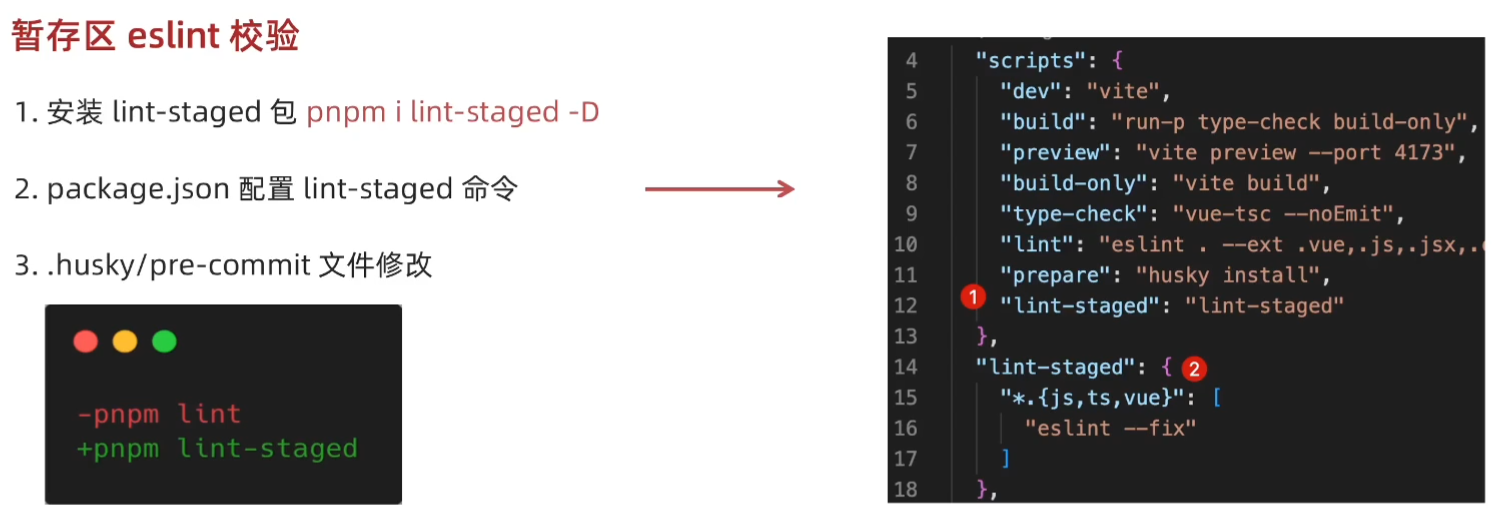 暂存区 eslint 校验
1. 安装 lint-staged 包 pnpm i lint-staged -D
2. package.json 配置 lint-staged 命令
3. .husky/pre-commit 文件修改
-pnpm lint
+pnpm lint-staged
4 "scripts": {
5 "dev": "vite",
6 "build": "run-p type-check build-only",
7 "preview": "vite preview --port 4173",
8 "build-only": "vite build",
9 "type-check": "vue-tsc --noEmit",
10 "lint": "eslint . --ext .vue,.js,.jsx,.
11 "prepare": "husky install",
1
12 "lint-staged": "lint-staged"
13 },
14 "lint-staged": { 2
15 "*.{js,ts,vue}": [
16 "eslint --fix"
17 ]
18 },